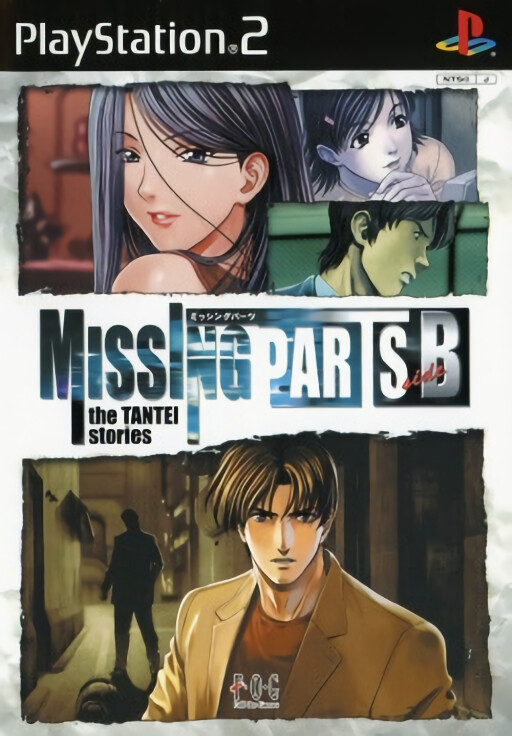 PlayStation®2
NTSC J
ミッシングパーツ
MISSING PARTS side B
the TANTEI
stories
FOG